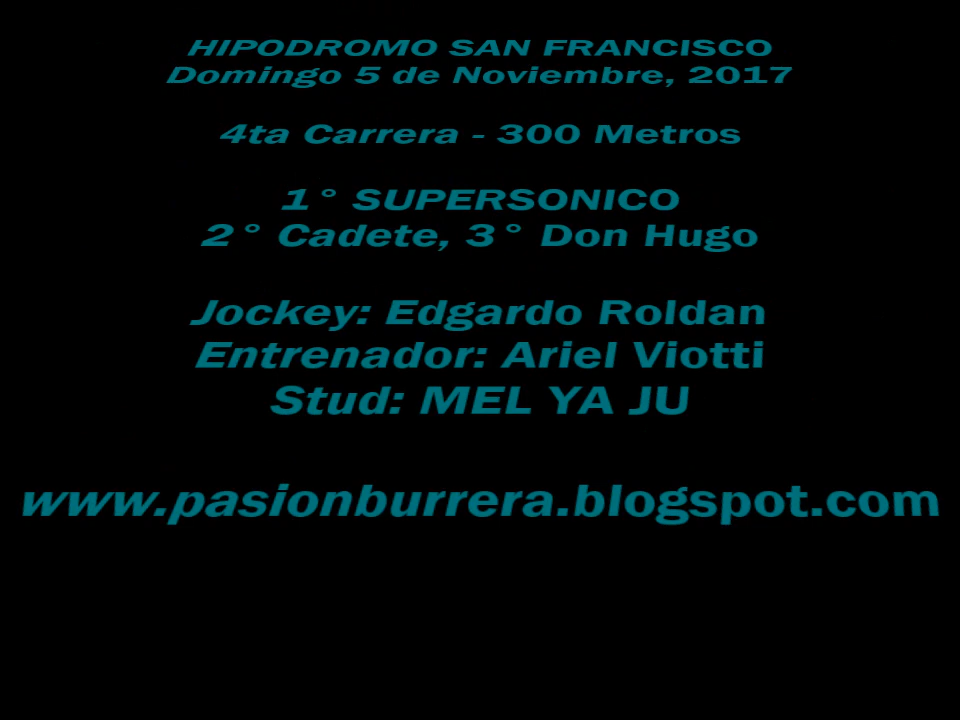 HIPODROMO SAN FRANCISCO
Domingo 5 de Noviembre, 2017
4ta Carrera - 300 Metros
1° SUPERSONICO
2° Cadete, 3° Don Hugo
Jockey: Edgardo Roldan
Entrenador: Ariel Viotti
Stud: MEL YA JU
www.pasionburrera.blogspot.com